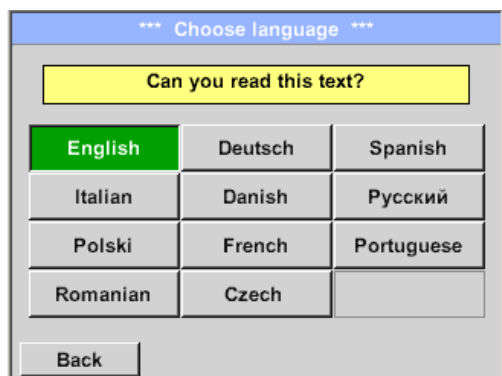 *** Choose language ***
Can you read this text?
English Deutsch Spanish
Italian Danish Русский
Polski French Portuguese
Romanian Czech
Back